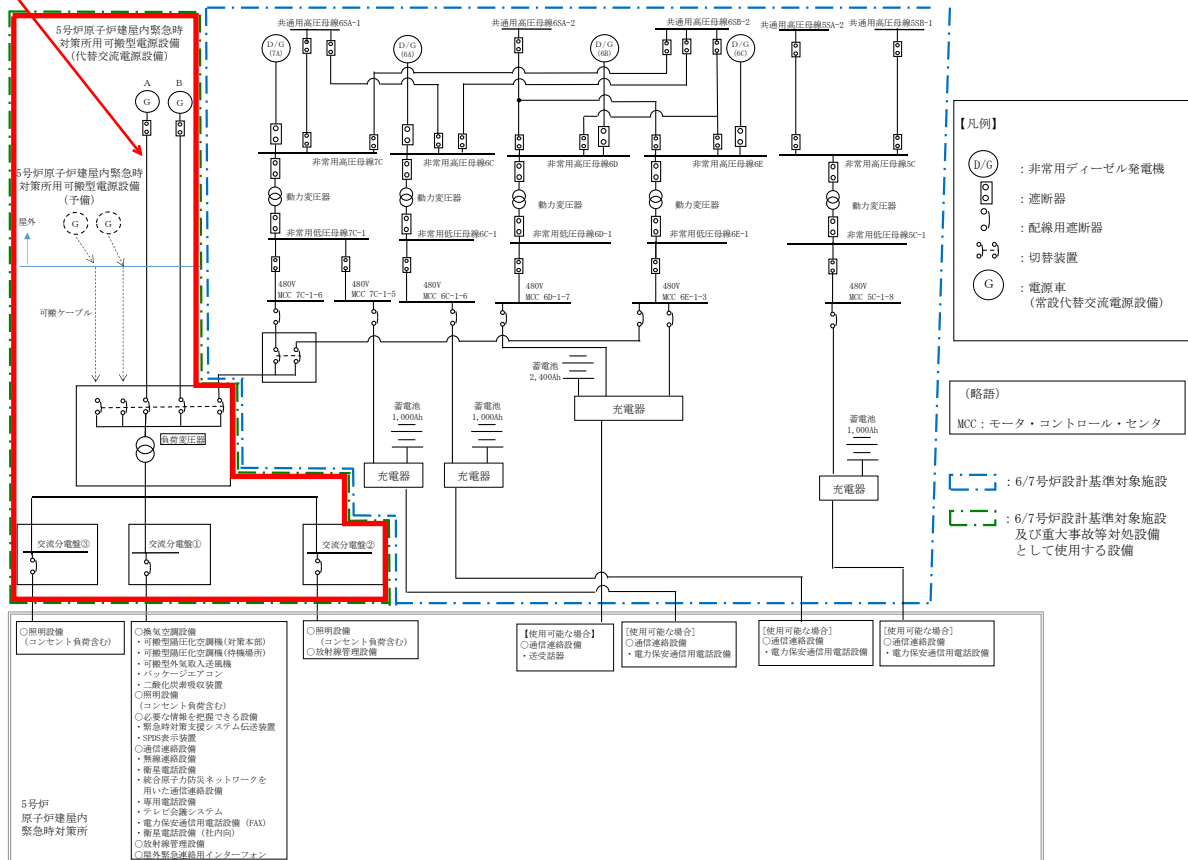 5号炉原子炉建屋内緊急時
対策所用可搬型電源設備
(代替交流電源設備)
A
B
G
G
5号炉原子炉建屋内緊急時
対策所用可搬型電源設備
(予備)
G
G
屋外
可搬ケーブル
負荷変圧器
交流分電盤③
交流分電盤①
交流分電盤②
共通用高圧母線6SA-1
共通用高圧母線6SA-2
共通用高圧母線6SB-2
共通用高圧母線5SA-2
共通用高圧母線5SB-1
D/G
(7A)
D/G
(6A)
D/G
(6B)
D/G
(6C)
非常用高圧母線7C
非常用高圧母線6C
非常用高圧母線6D
非常用高圧母線6E
非常用高圧母線5C
動力変圧器
動力変圧器
動力変圧器
動力変圧器
動力変圧器
非常用低圧母線7C-1
非常用低圧母線6C-1
非常用低圧母線6D-1
非常用低圧母線6E-1
非常用低圧母線5C-1
480V
MCC 7C-1-6
480V
MCC 7C-1-5
480V
MCC 6C-1-6
480V
MCC 6D-1-7
480V
MCC 6E-1-3
480V
MCC 5C-1-8
蓄電池
2,400Ah
充電器
蓄電池
1,000Ah
充電器
蓄電池
1,000Ah
充電器
蓄電池
1,000Ah
充電器
【凡例】
D/G
:非常用ディーゼル発電機
:遮断器
:配線用遮断器
:切替装置
G
:電源車
(常設代替交流電源設備)
(略語)
MCC:モータ・コントロール・センタ
:6/7号炉設計基準対象施設
:6/7号炉設計基準対象施設
及び重大事故等対処設備
として使用する設備
○照明設備
(コンセント負荷含む)
○換気空調設備
・可搬型陽圧化空調機(対策本部)
・可搬型陽圧化空調機(待機場所)
・可搬型外気取入送風機
・パッケージエアコン
・二酸化炭素吸収装置
○照明設備
(コンセント負荷含む)
○必要な情報を把握できる設備
・緊急時対策支援システム伝送装置
・SPDS表示装置
○通信連絡設備
・無線連絡設備
・衛星電話設備
・統合原子力防災ネットワークを
用いた通信連絡設備
・専用電話設備
・テレビ会議システム
・電力保安通信用電話設備(FAX)
・衛星電話設備(社内向)
○放射線管理設備
○屋外緊急連絡用インターフォン
○照明設備
(コンセント負荷含む)
○放射線管理設備
【使用可能な場合】
○通信連絡設備
・送受話器
[使用可能な場合]
○通信連絡設備
・電力保安通信用電話設備
[使用可能な場合]
○通信連絡設備
・電力保安通信用電話設備
[使用可能な場合]
○通信連絡設備
・電力保安通信用電話設備
5号炉
原子炉建屋内
緊急時対策所